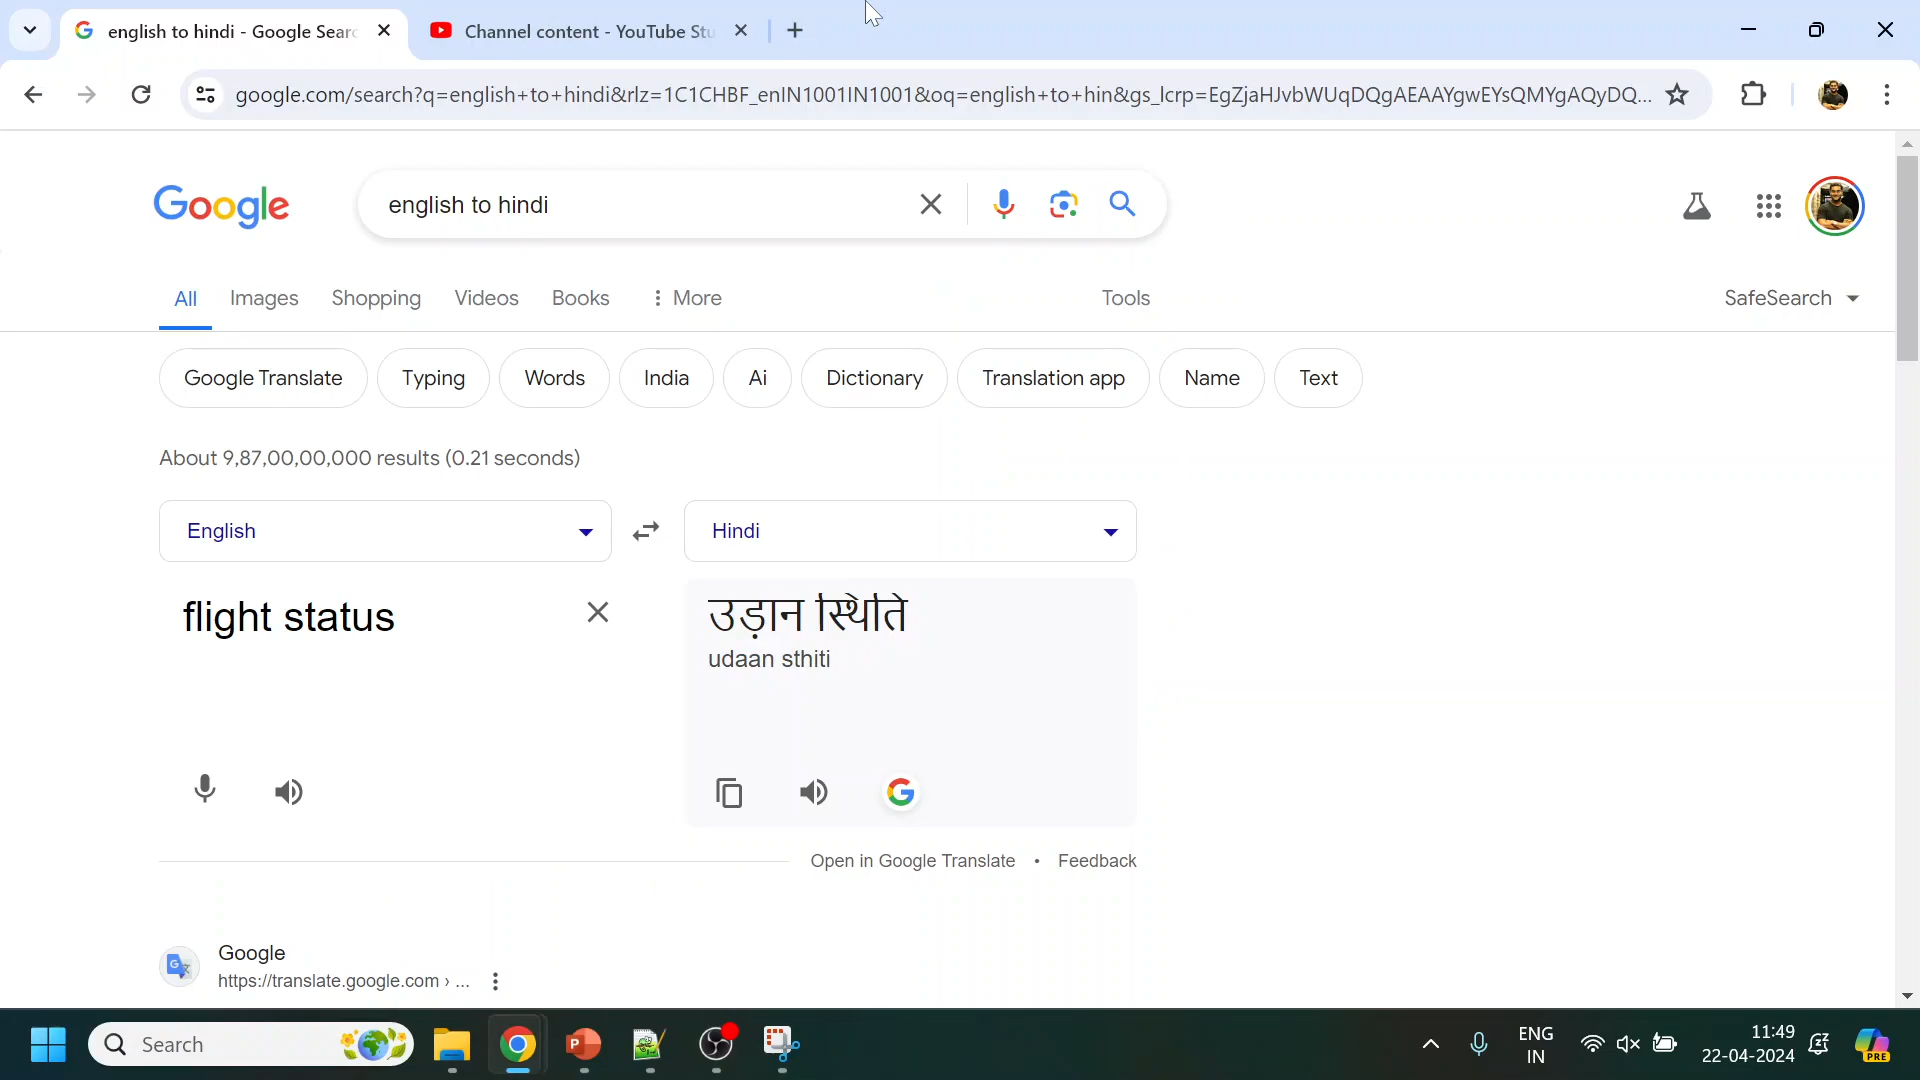 english to hindi - Google Sear
Channel content - YouTube Stu
google.com/search?q=english+to+hindi&rlz=1C1CHBF_enIN1001IN1001&oq=english+to+hin&gs_lcrp=EgZjaHJvbWUqDQgAEAAYgwEYsQMYgAQyDQ...
Google
english to hindi
All Images Shopping Videos Books More Tools SafeSearch
Google Translate Typing Words India Ai Dictionary Translation app Name Text
About 9,87,00,00,000 results (0.21 seconds)
English Hindi
flight status
उड़ान स्थिति
udaan sthiti
Open in Google Translate • Feedback
Google
https://translate.google.com › ...
Search
ENG
IN
11:49
22-04-2024
PRE